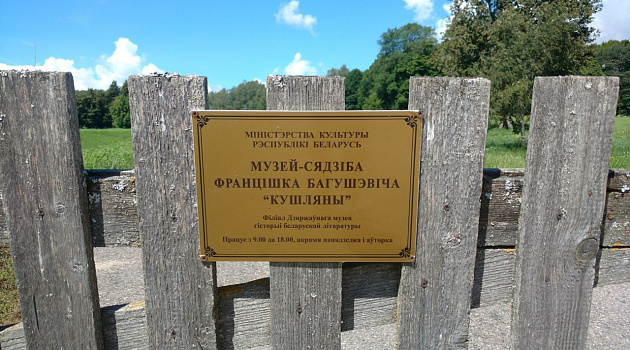 МІНІСТЭРСТВА КУЛЬТУРЫ
РЭСПУБЛІКІ БЕЛАРУСЬ
МУЗЕЙ-СЯДЗІБА
ФРАНЦІШКА БАГУШЭВІЧА
“КУШЛЯНЫ”
Філіял Дзяржаўнага музея
гісторыі беларускай літаратуры
Працуе з 9.00 да 18.00, акрамя панядзелка і аўторка